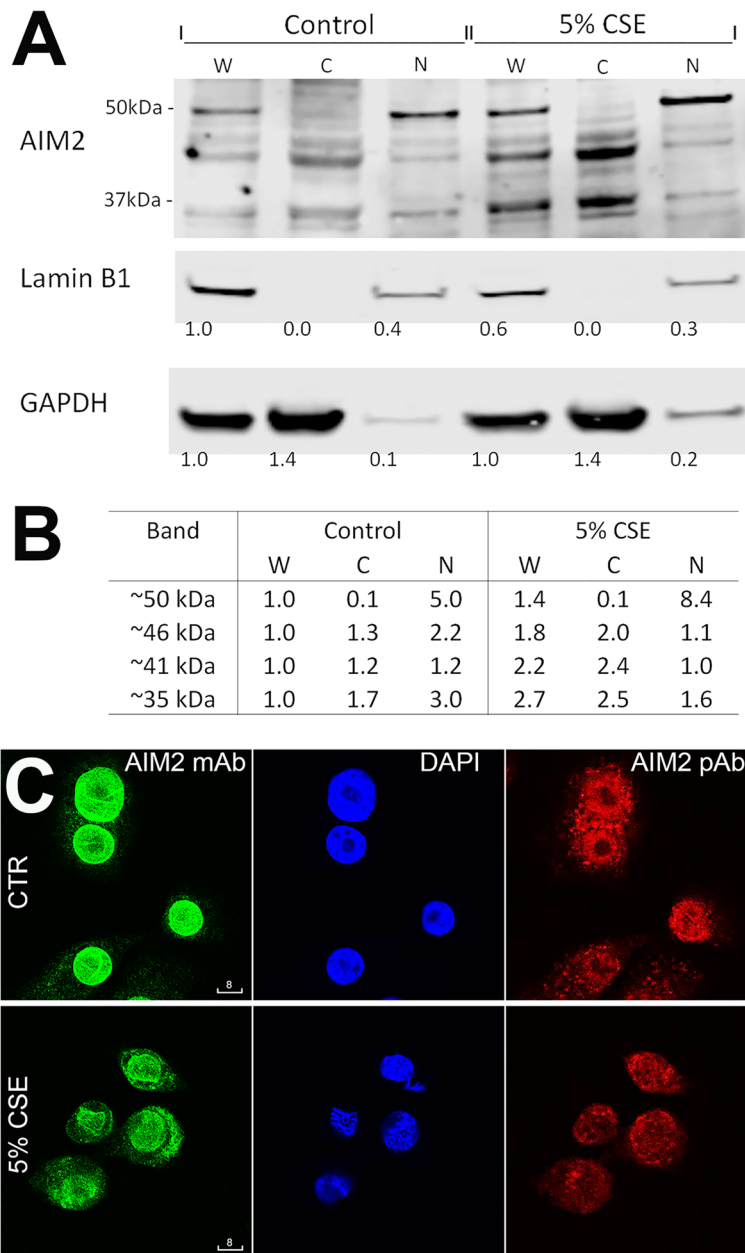 A
Control
5% CSE
W C N W C N
50kDa -
AIM2
37kDa -
Lamin B1
1.0 0.0 0.4 0.6 0.0 0.3
GAPDH
1.0 1.4 0.1 1.0 1.4 0.2
B
Band Control 5% CSE
W C N W C N
~50 kDa 1.0 0.1 5.0 1.4 0.1 8.4
~46 kDa 1.0 1.3 2.2 1.8 2.0 1.1
~41 kDa 1.0 1.2 1.2 2.2 2.4 1.0
~35 kDa 1.0 1.7 3.0 2.7 2.5 1.6
C
AIM2 mAb DAPI AIM2 pAb
CTR
8
5% CSE
8